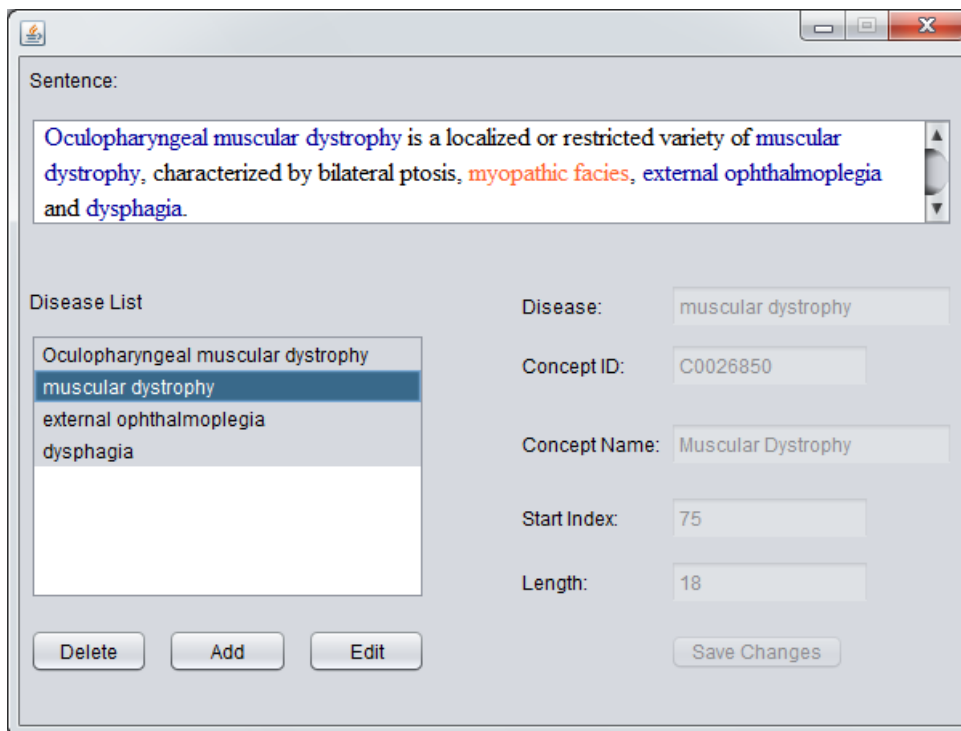 Sentence:
Oculopharyngeal muscular dystrophy is a localized or restricted variety of muscular
dystrophy, characterized by bilateral ptosis, myopathic facies, external ophthalmoplegia
and dysphagia.
Disease List
Oculopharyngeal muscular dystrophy
muscular dystrophy
external ophthalmoplegia
dysphagia
Delete Add Edit
Disease: muscular dystrophy
Concept ID: C0026850
Concept Name: Muscular Dystrophy
Start Index: 75
Length: 18
Save Changes